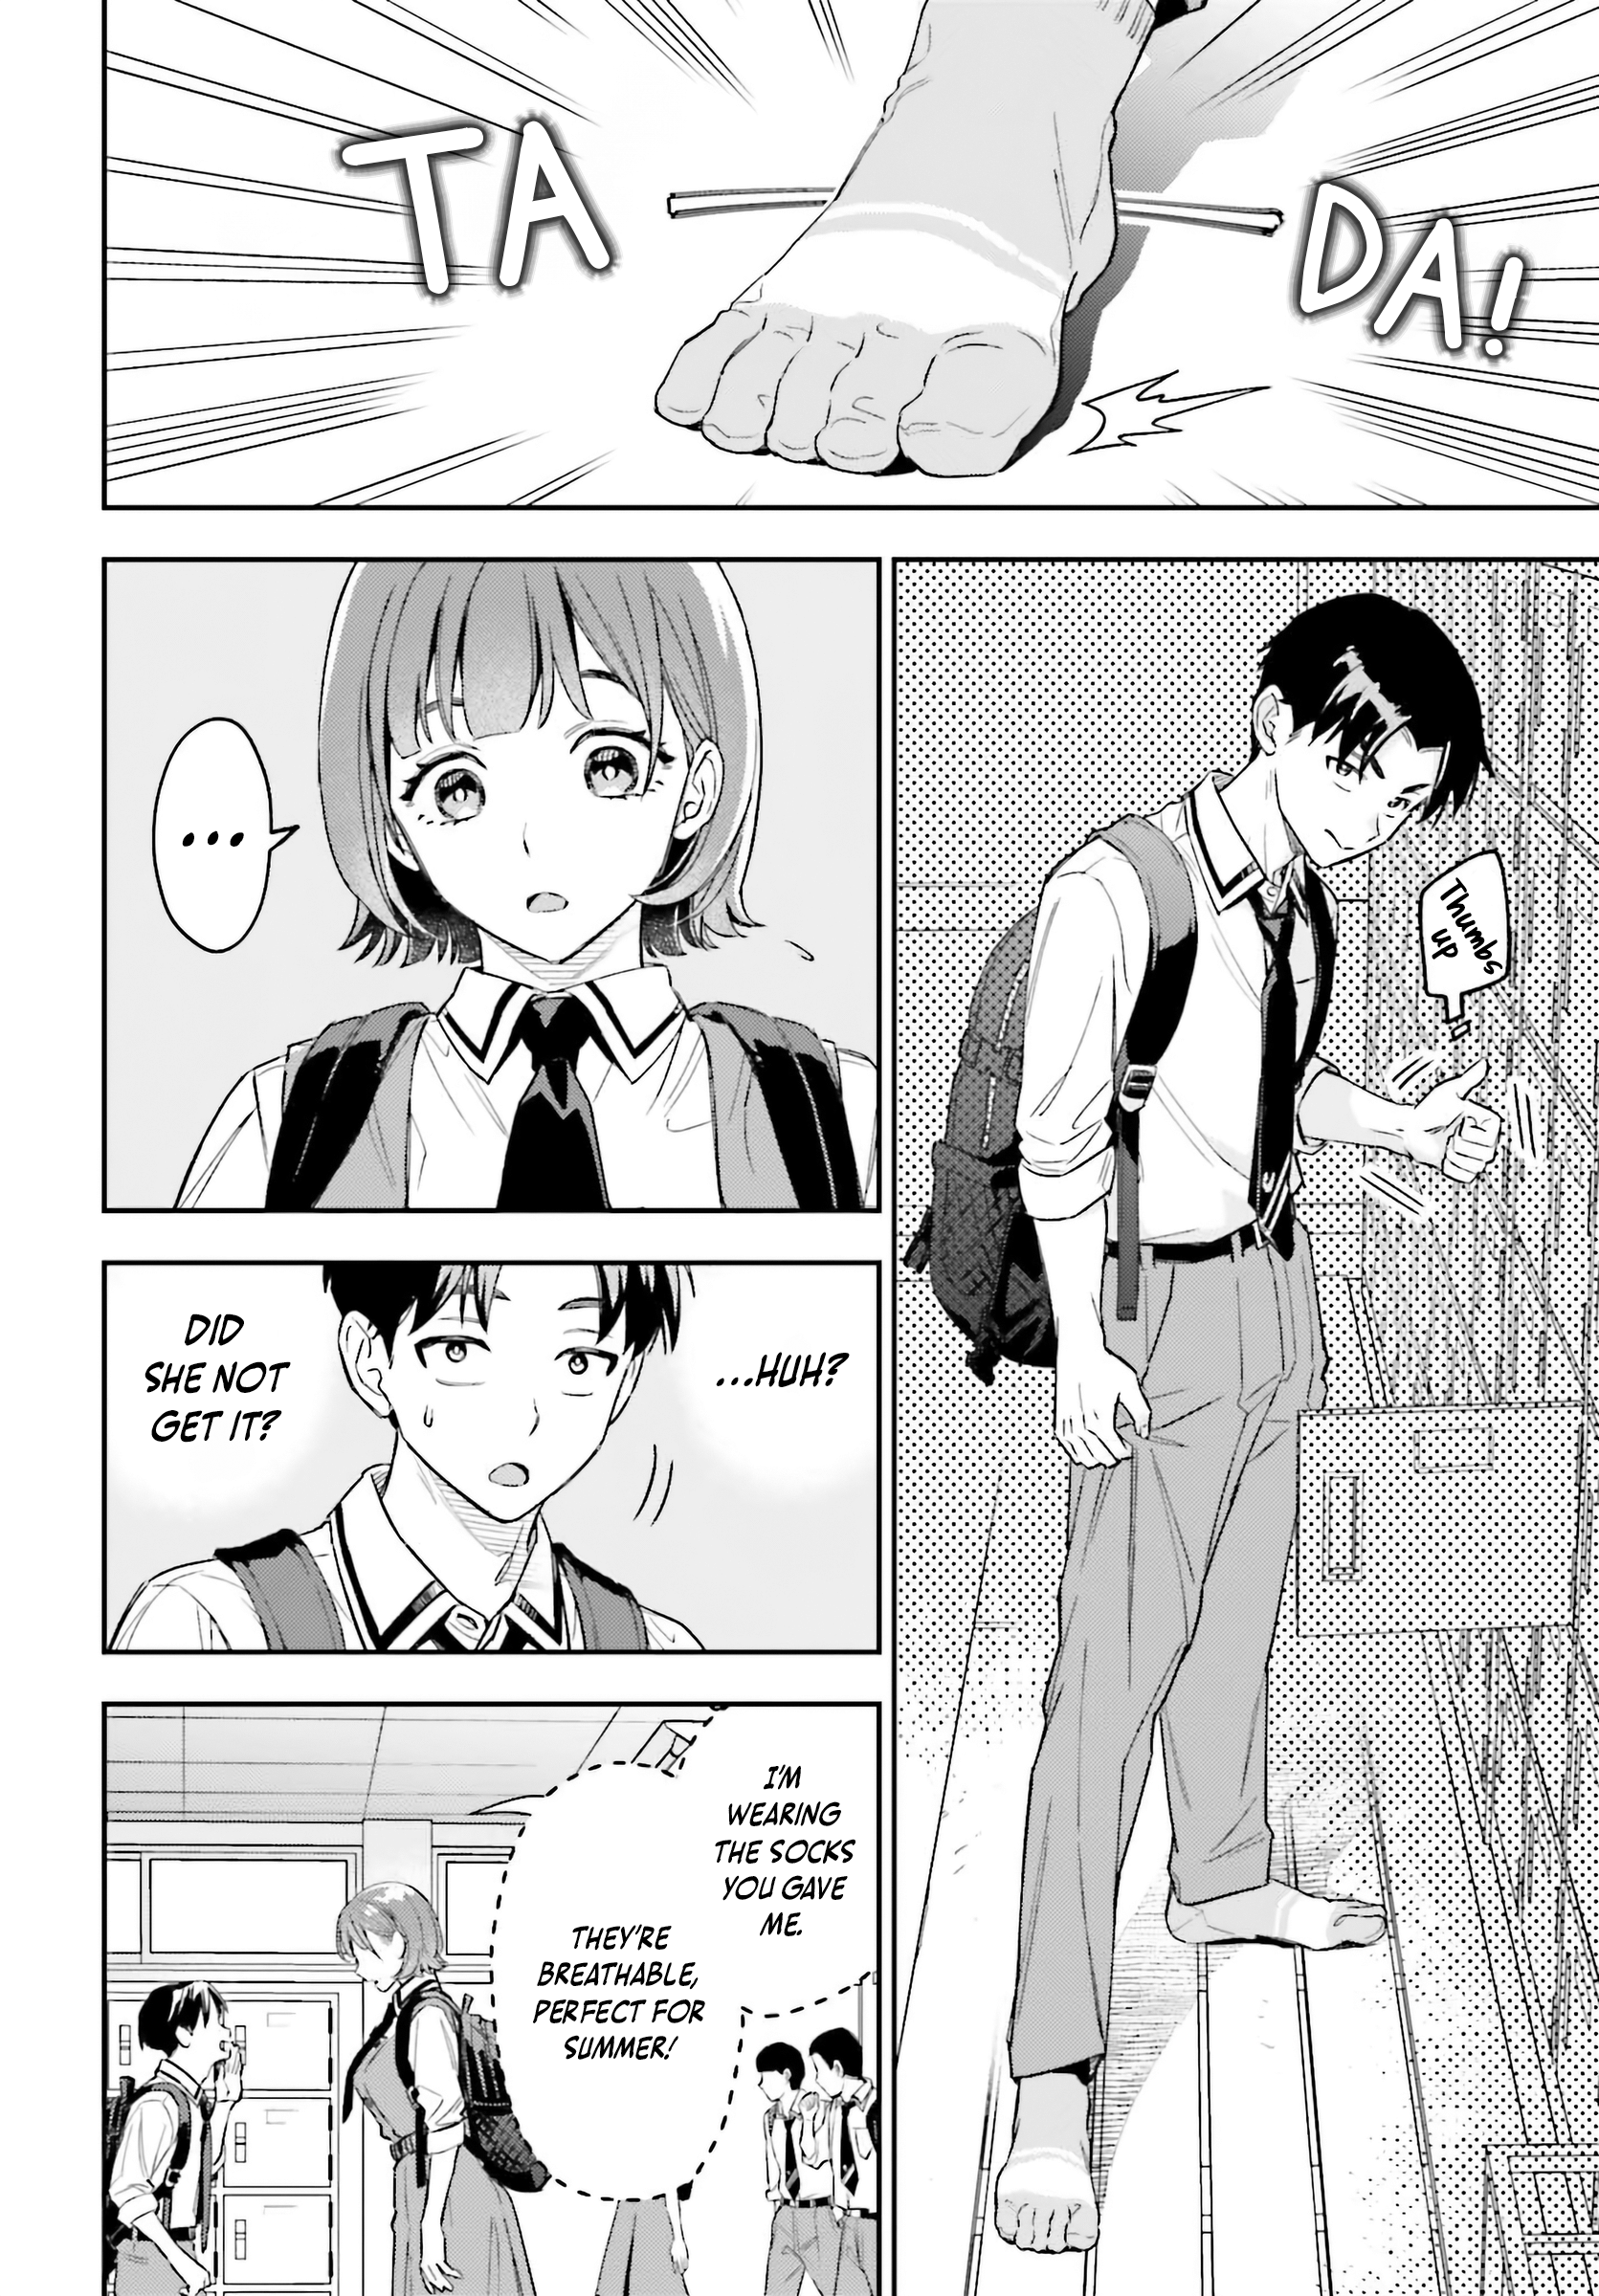 TA
DA!
Thumbs
up
...
...HUH?
DID
SHE NOT
GET IT?
I'M
WEARING
THE SOCKS
YOU GAVE
ME.
THEY'RE
BREATHABLE,
PERFECT FOR
SUMMER!